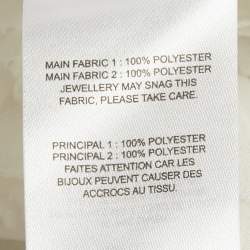 MAIN FABRIC 1 : 100% POLYESTER
MAIN FABRIC 2 : 100% POLYESTER
JEWELLERY MAY SNAG THIS
FABRIC, PLEASE TAKE CARE.
PRINCIPAL 1 : 100% POLYESTER
PRINCIPAL 2 : 100% POLYESTER
FAITES ATTENTION CAR LES
BIJOUX PEUVENT CAUSER DES
ACCROCS AU TISSU.